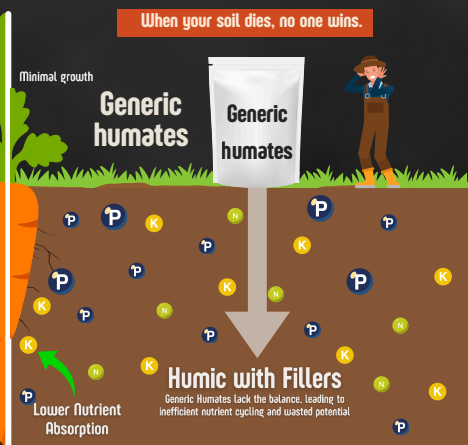 When your soil dies, no one wins.
Minimal growth
Generic
humates
Generic
humates
P
P
K
N
P
P
P
K
P
P
K
N
P
K
K
P
N
P
P
N
K
K
N
K
N
K
P
P
Humic with Fillers
Generic Humates lack the balance, leading to
inefficient nutrient cycling and wasted potential
Lower Nutrient
Absorption